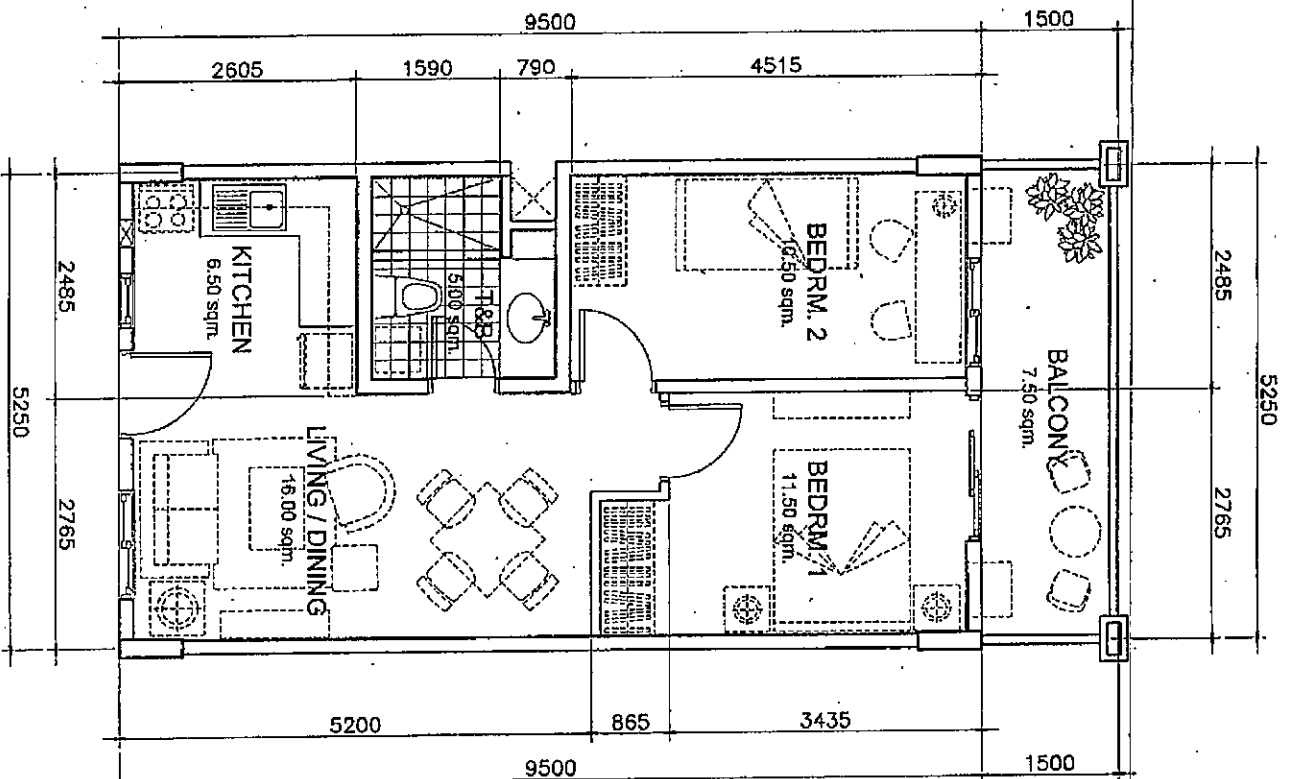 9500
1500
2605
1590
790
4515
KITCHEN
6.50 sqm.
T&B
5.00 sqm.
BEDRM. 2
10.50 sqm.
BALCONY
7.50 sqm.
LIVING / DINING
16.00 sqm.
BEDRM. 1
11.50 sqm.
2485
2765
5250
2485
2765
5250
5200
865
3435
9500
1500